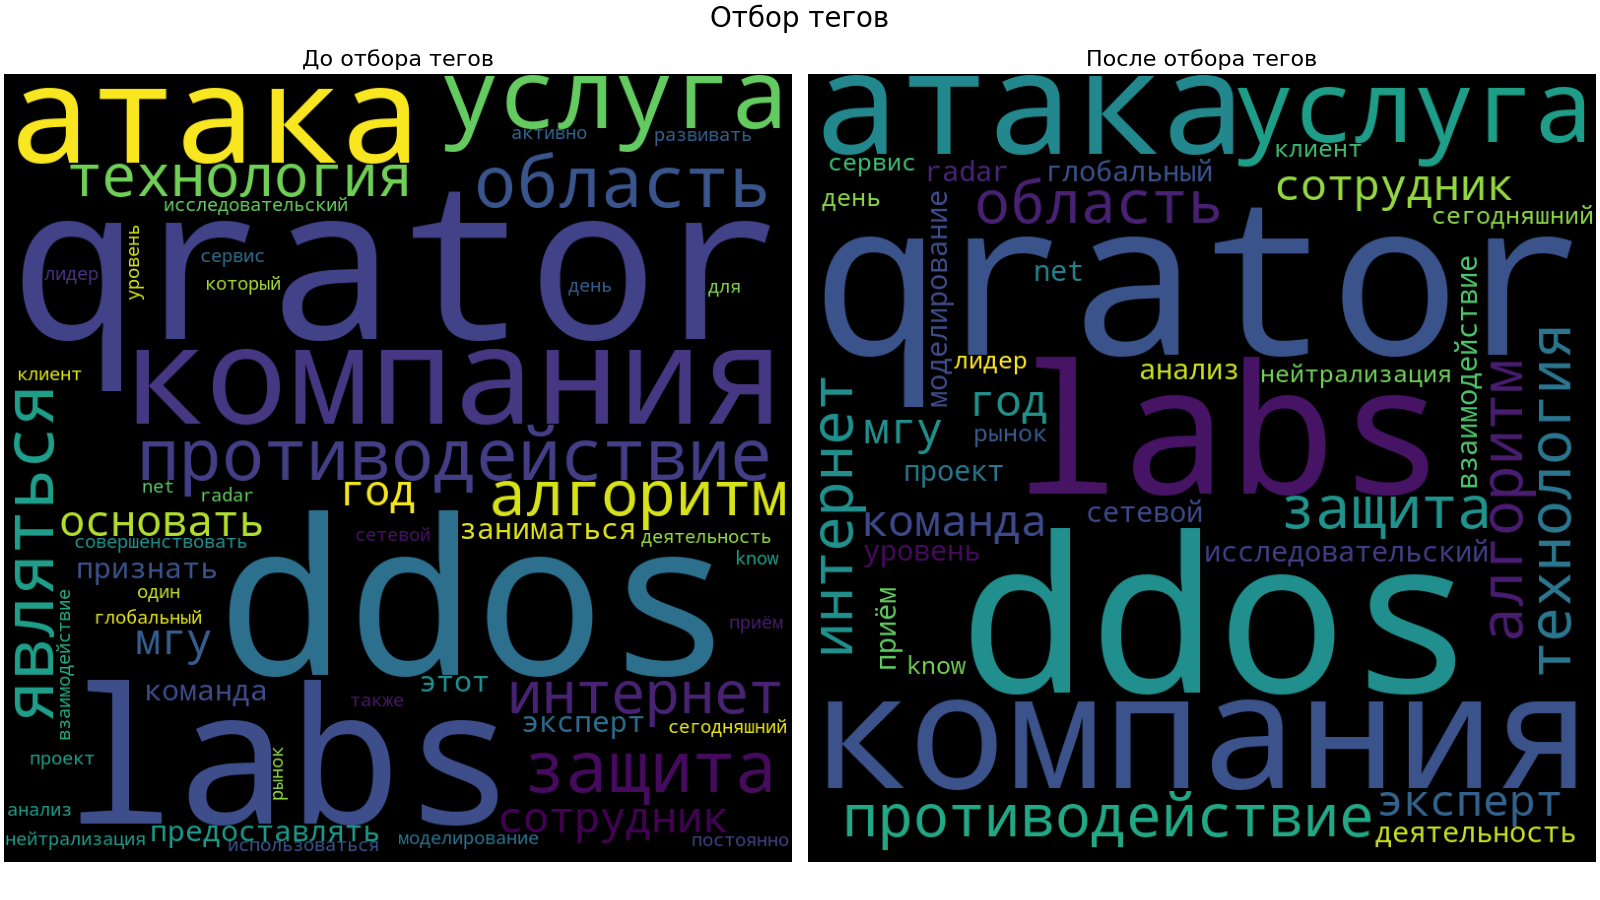 Отбор тегов
До отбора тегов
атака
услуга
активно
развивать
технология
область
исследовательский
qrator
уровень
сервис
лидер
который
день
для
компания
клиент
являться
противодействие
net
radar
год
алгоритм
основать
сетевой
заниматься
деятельность
совершенствовать
ddos
know
признать
один
взаимодействие
глобальный
мгу
приём
команда
этот
также
интернет
labs
эксперт
сегодняшний
проект
рынок
защита
анализ
сотрудник
нейтрализация
предоставлять
использоваться
моделирование
постоянно
После отбора тегов
атака
услуга
клиент
сервис
radar
глобальный
день
область
сотрудник
сегодняшний
моделирование
qrator
net
взаимодействие
лидер
labs
анализ
нейтрализация
технология
алгоритм
интернет
год
мгу
рынок
проект
защита
команда
сетевой
уровень
исследовательский
ddos
приём
know
компания
эксперт
противодействие
деятельность